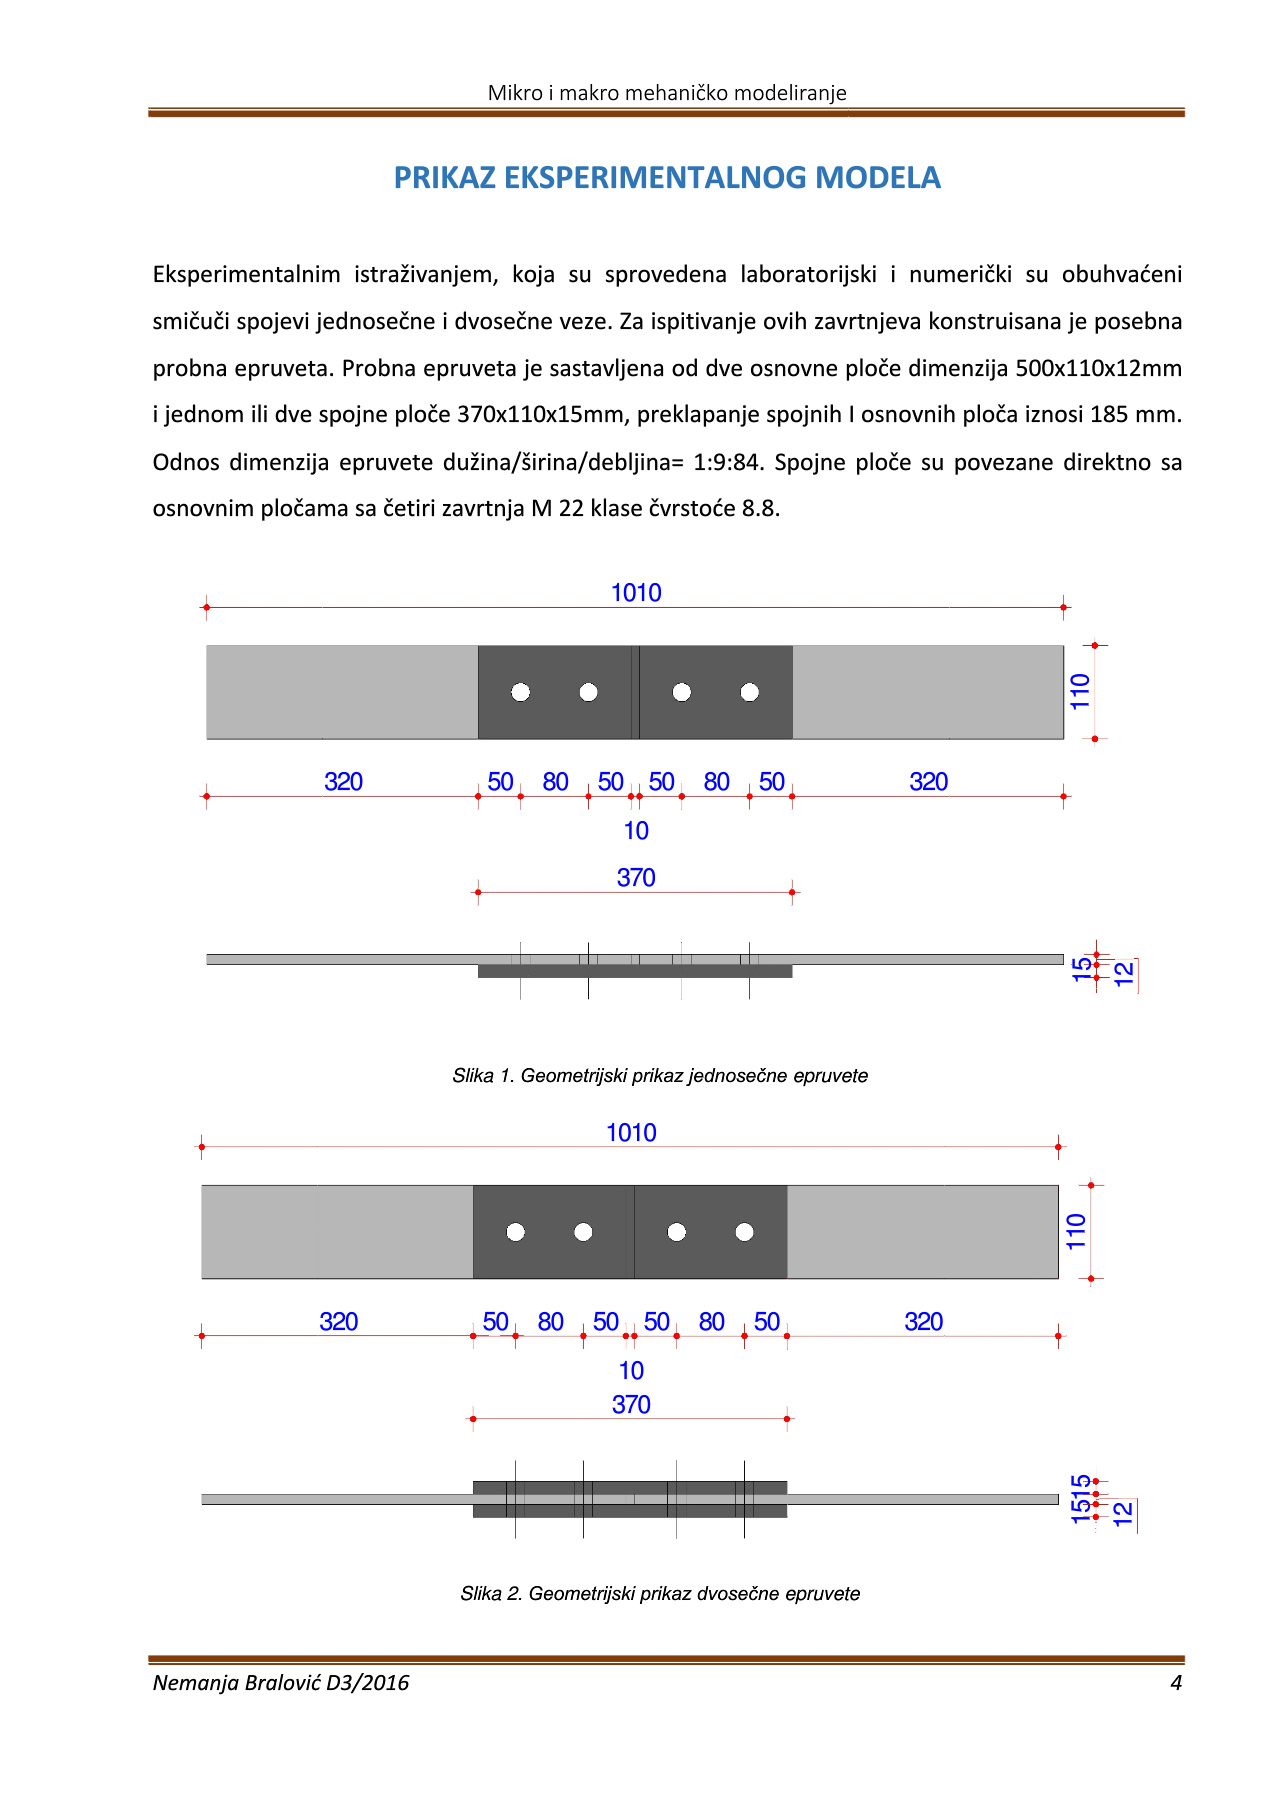 Mikro i makro mehaničko modeliranje
PRIKAZ EKSPERIMENTALNOG MODELA
Eksperimentalnim istraživanjem, koja su sprovedena laboratorijski i numerički su obuhvaćeni
smičuči spojevi jednosečne i dvosečne veze. Za ispitivanje ovih zavrtnjeva konstruisana je posebna
probna epruveta. Probna epruveta je sastavljena od dve osnovne ploče dimenzija 500x110x12mm
i jednom ili dve spojne ploče 370x110x15mm, preklapanje spojnih I osnovnih ploča iznosi 185 mm.
Odnos dimenzija epruvete dužina/širina/debljina= 1:9:84. Spojne ploče su povezane direktno sa
osnovnim pločama sa četiri zavrtnja M 22 klase čvrstoće 8.8.
1010
110
320 50 80 50 50 80 50 320
10
370
15 12
Slika 1. Geometrijski prikaz jednosečne epruvete
1010
110
320 50 80 50 50 80 50 320
10
370
1515 12
Slika 2. Geometrijski prikaz dvosečne epruvete
Nemanja Bralović D3/2016 4